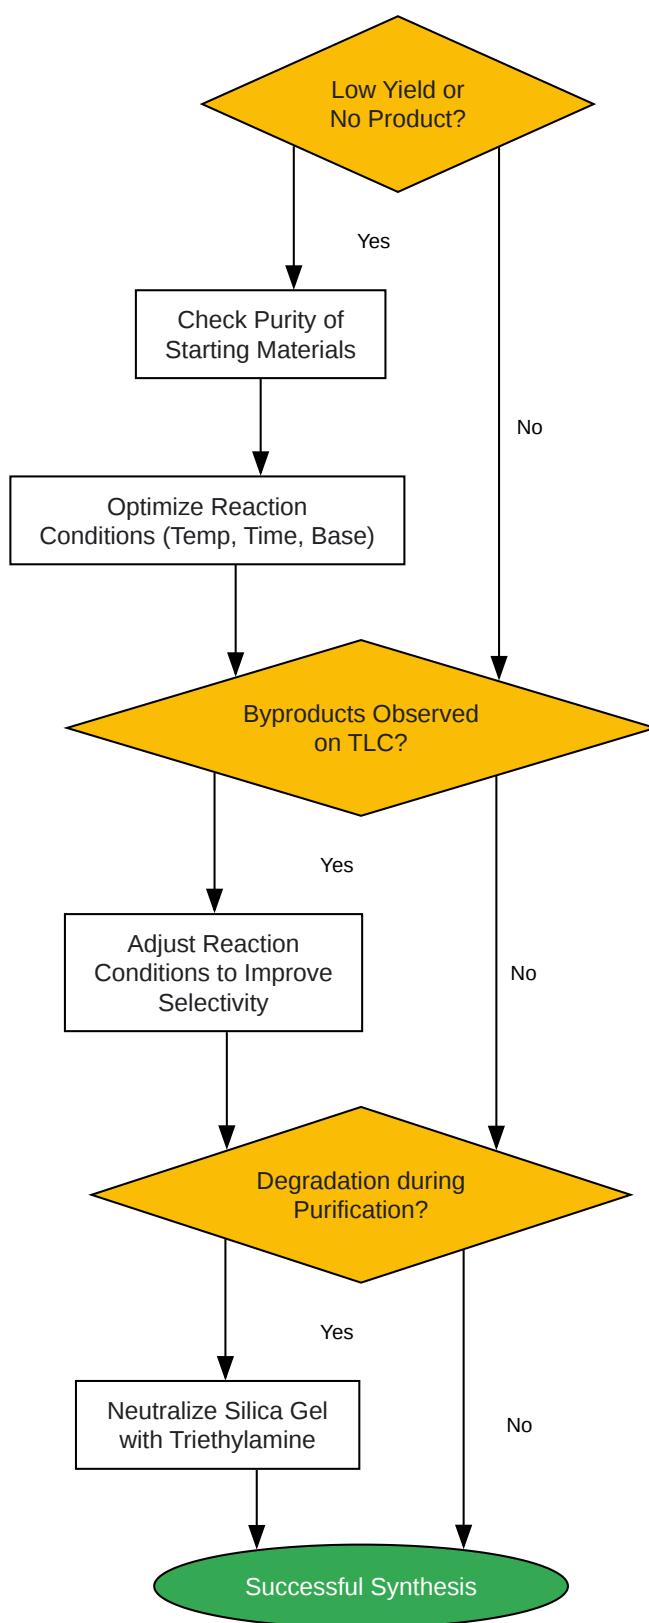 Low Yield or
No Product?
Yes
Check Purity of
Starting Materials
No
Optimize Reaction
Conditions (Temp, Time, Base)
Byproducts Observed
on TLC?
Yes
Adjust Reaction
Conditions to Improve
Selectivity
No
Degradation during
Purification?
Yes
Neutralize Silica Gel
with Triethylamine
No
Successful Synthesis